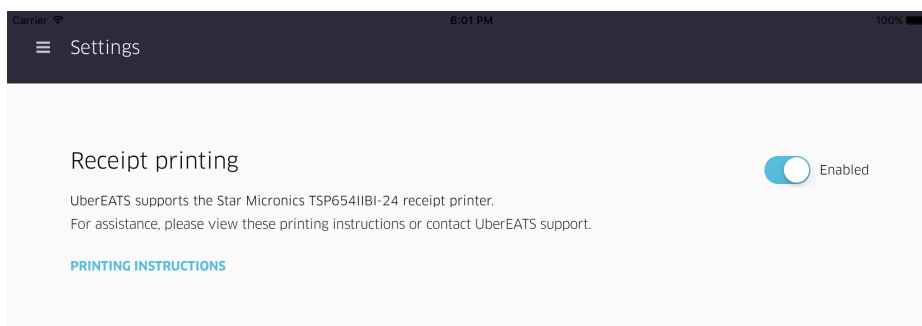 Carrier 6:01 PM 100%
Settings
Receipt printing
Enabled
UberEATS supports the Star Micronics TSP654IIBI-24 receipt printer.
For assistance, please view these printing instructions or contact UberEATS support.
PRINTING INSTRUCTIONS